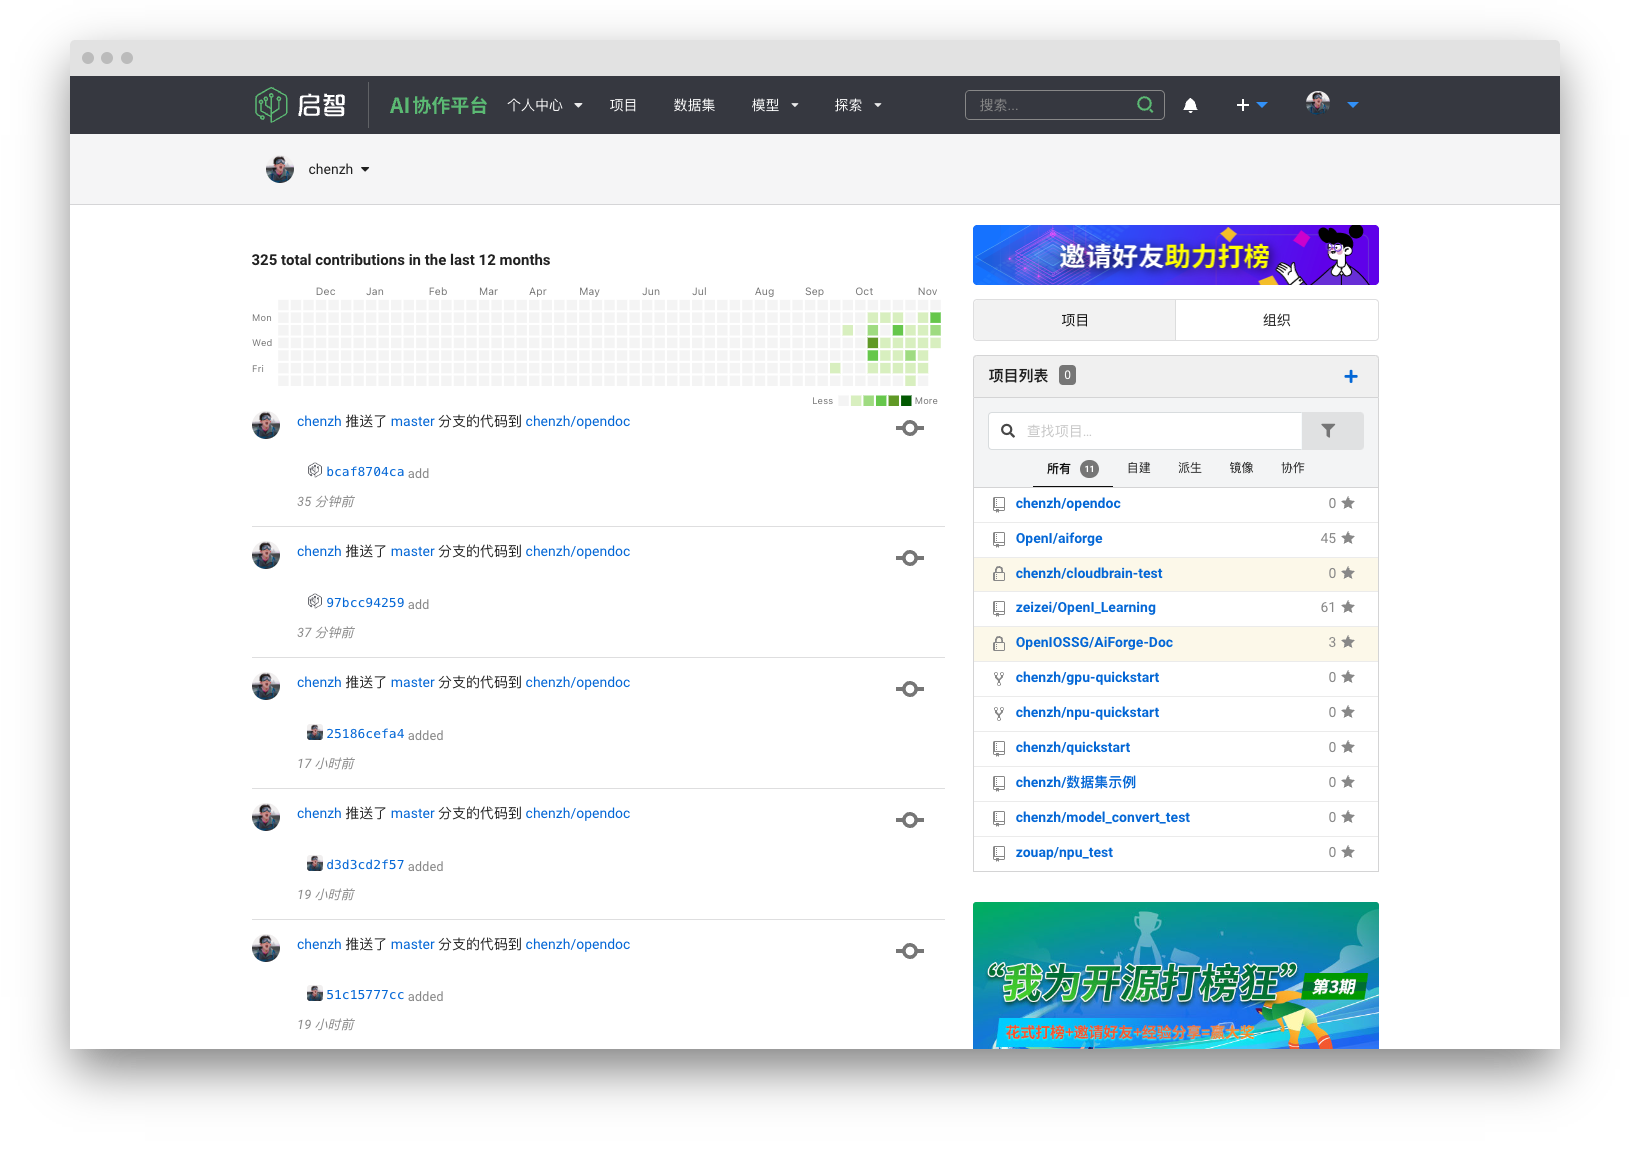 启智
AI协作平台 个人中心 项目 数据集 模型 探索 搜索...
chenzh
325 total contributions in the last 12 months
Dec Jan Feb Mar Apr May Jun Jul Aug Sep Oct Nov
Mon
Wed
Fri
Less More
chenzh 推送了 master 分支的代码到 chenzh/opendoc
bcaf8704ca add
35 分钟前
chenzh 推送了 master 分支的代码到 chenzh/opendoc
97bcc94259 add
37 分钟前
chenzh 推送了 master 分支的代码到 chenzh/opendoc
25186cefa4 added
17 小时前
chenzh 推送了 master 分支的代码到 chenzh/opendoc
d3d3cd2f57 added
19 小时前
chenzh 推送了 master 分支的代码到 chenzh/opendoc
51c15777cc added
19 小时前
邀请好友助力打榜
项目 组织
项目列表 0
查找项目...
所有 11 自建 派生 镜像 协作
chenzh/opendoc 0
OpenI/aiforge 45
chenzh/cloudbrain-test 0
zeizei/OpenI_Learning 61
OpenIOSSG/AiForge-Doc 3
chenzh/gpu-quickstart 0
chenzh/npu-quickstart 0
chenzh/quickstart 0
chenzh/数据集示例 0
chenzh/model_convert_test 0
zouap/npu_test 0
“我为开源打榜狂” 第3期
花式打榜+邀请好友+经验分享=赢大奖